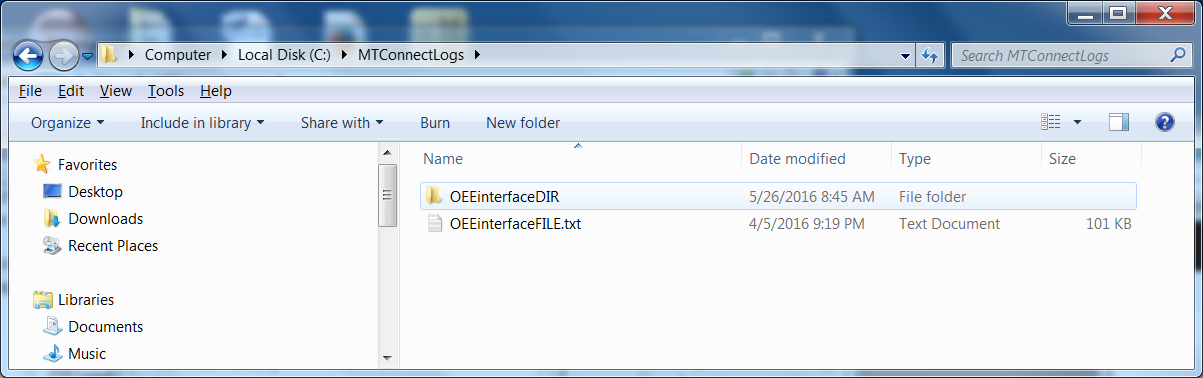 Computer Local Disk (C:) MTConnectLogs Search MTConnectLogs
File Edit View Tools Help
Organize Include in library Share with Burn New folder
Favorites
Desktop
Downloads
Recent Places
Libraries
Documents
Music
Name Date modified Type Size
OEEinterfaceDIR 5/26/2016 8:45 AM File folder
OEEinterfaceFILE.txt 4/5/2016 9:19 PM Text Document 101 KB